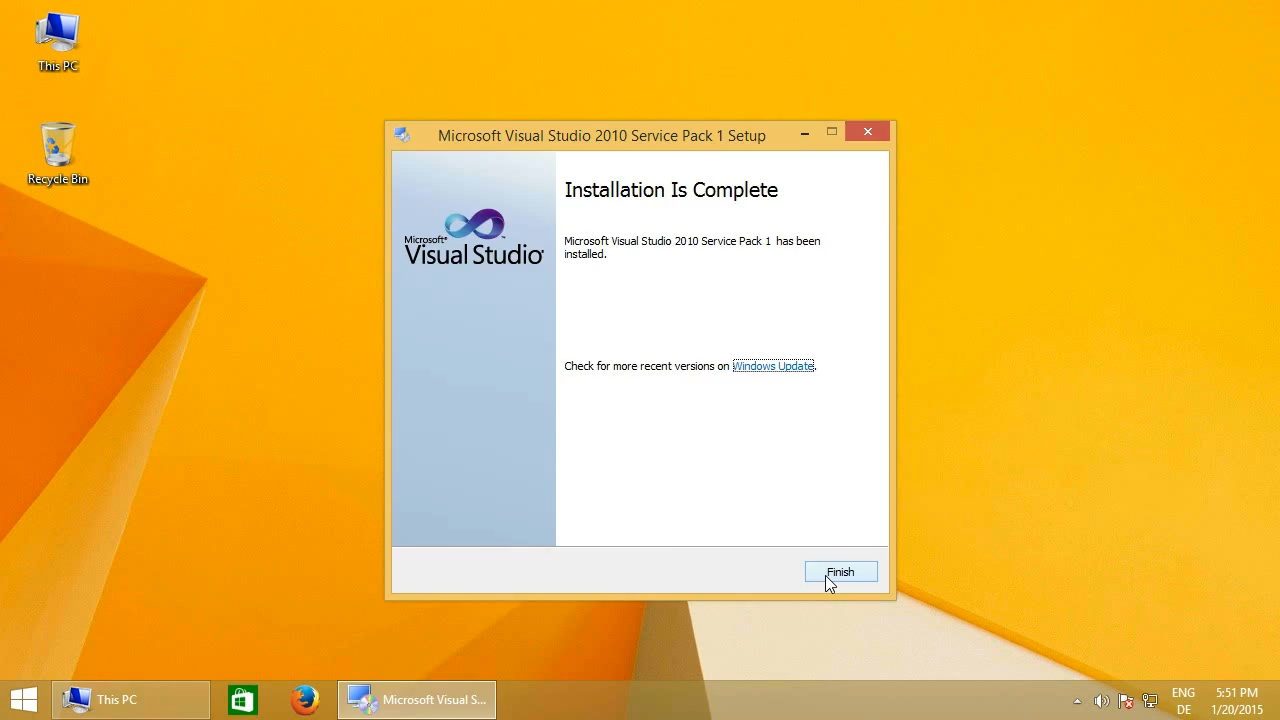 This PC
Recycle Bin
Microsoft Visual Studio 2010 Service Pack 1 Setup
Microsoft®
Visual Studio®
Installation Is Complete
Microsoft Visual Studio 2010 Service Pack 1 has been
installed.
Check for more recent versions on Windows Update.
Finish
This PC
Microsoft Visual S...
ENG
DE
5:51 PM
1/20/2015